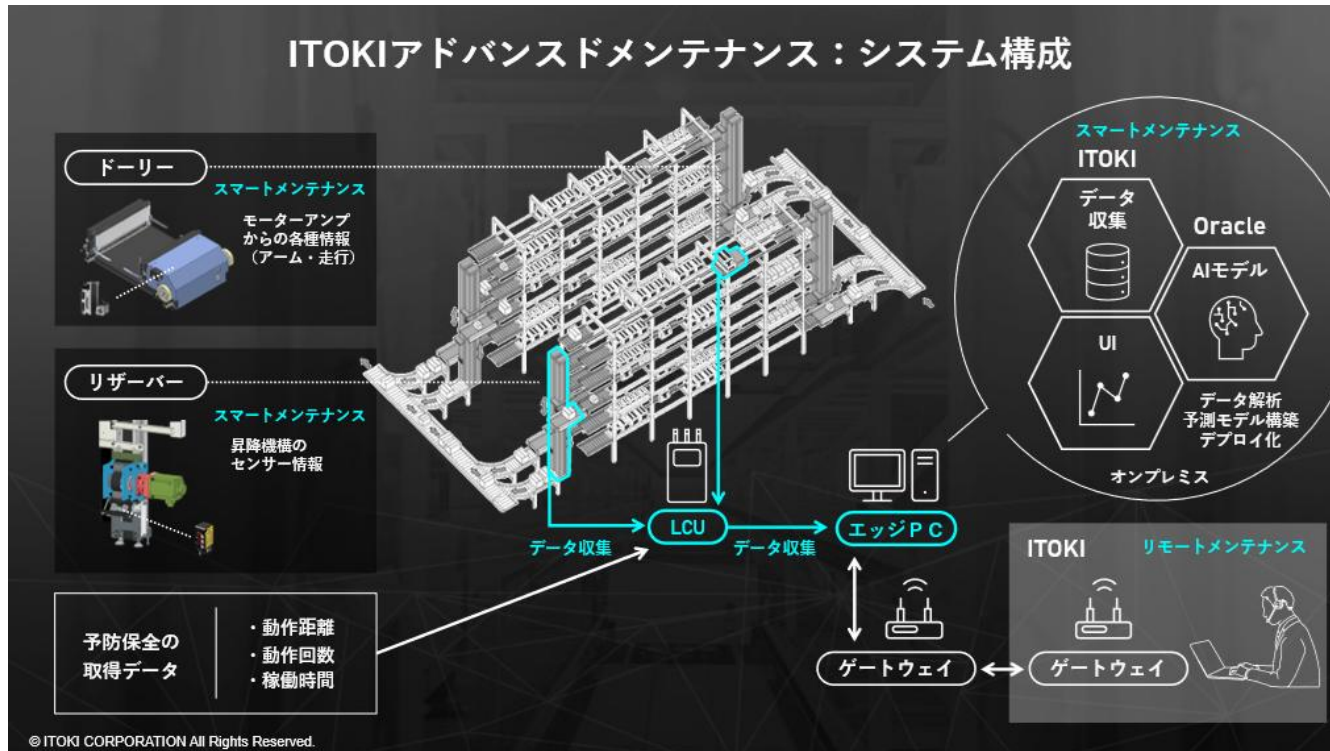 ITOKIアドバンスドメンテナンス：システム構成
ドーリー
スマートメンテナンス
モーターアンプ
からの各種情報
（アーム・走行）
リザーバー
スマートメンテナンス
昇降機構の
センサー情報
予防保全の
取得データ
・動作距離
・動作回数
・稼働時間
データ収集
LCU
データ収集
エッジＰＣ
ゲートウェイ
スマートメンテナンス
ITOKI
データ
収集
Oracle
AIモデル
UI
データ解析
予測モデル構築
デプロイ化
オンプレミス
ITOKI
リモートメンテナンス
ゲートウェイ
© ITOKI CORPORATION All Rights Reserved.